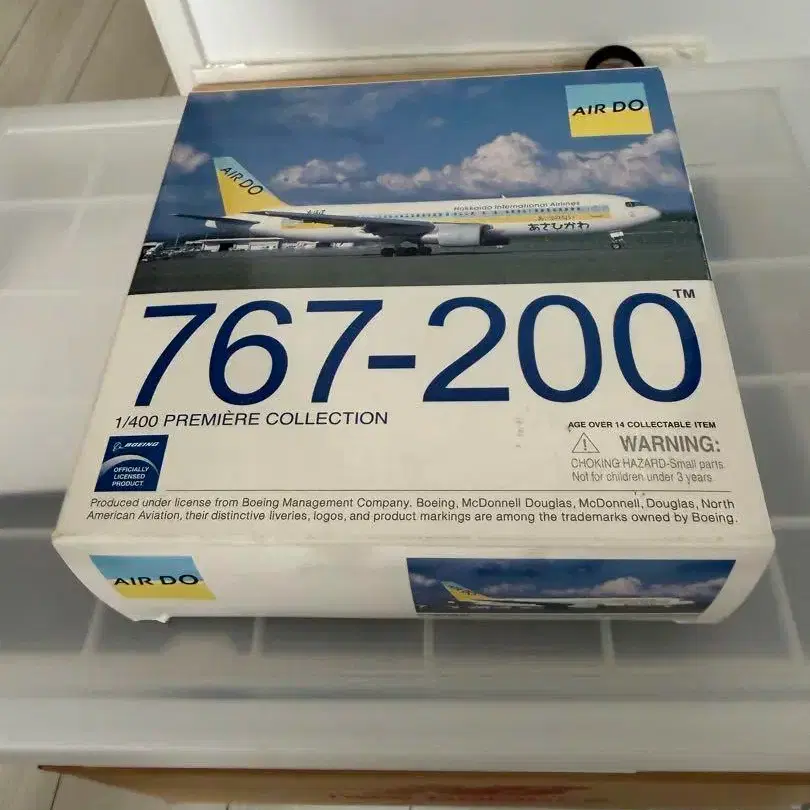 AIR DO
AIR DO
Hokkaido International Airlines
あさひかわ
767-200™
1/400 PREMIÈRE COLLECTION
AGE OVER 14 COLLECTABLE ITEM
WARNING:
CHOKING HAZARD-Small parts.
Not for children under 3 years.
BOEING
OFFICIALLY
LICENSED
PRODUCT
Produced under license from Boeing Management Company. Boeing, McDonnell Douglas, McDonnell, Douglas, North
American Aviation, their distinctive liveries, logos, and product markings are among the trademarks owned by Boeing.
AIR DO